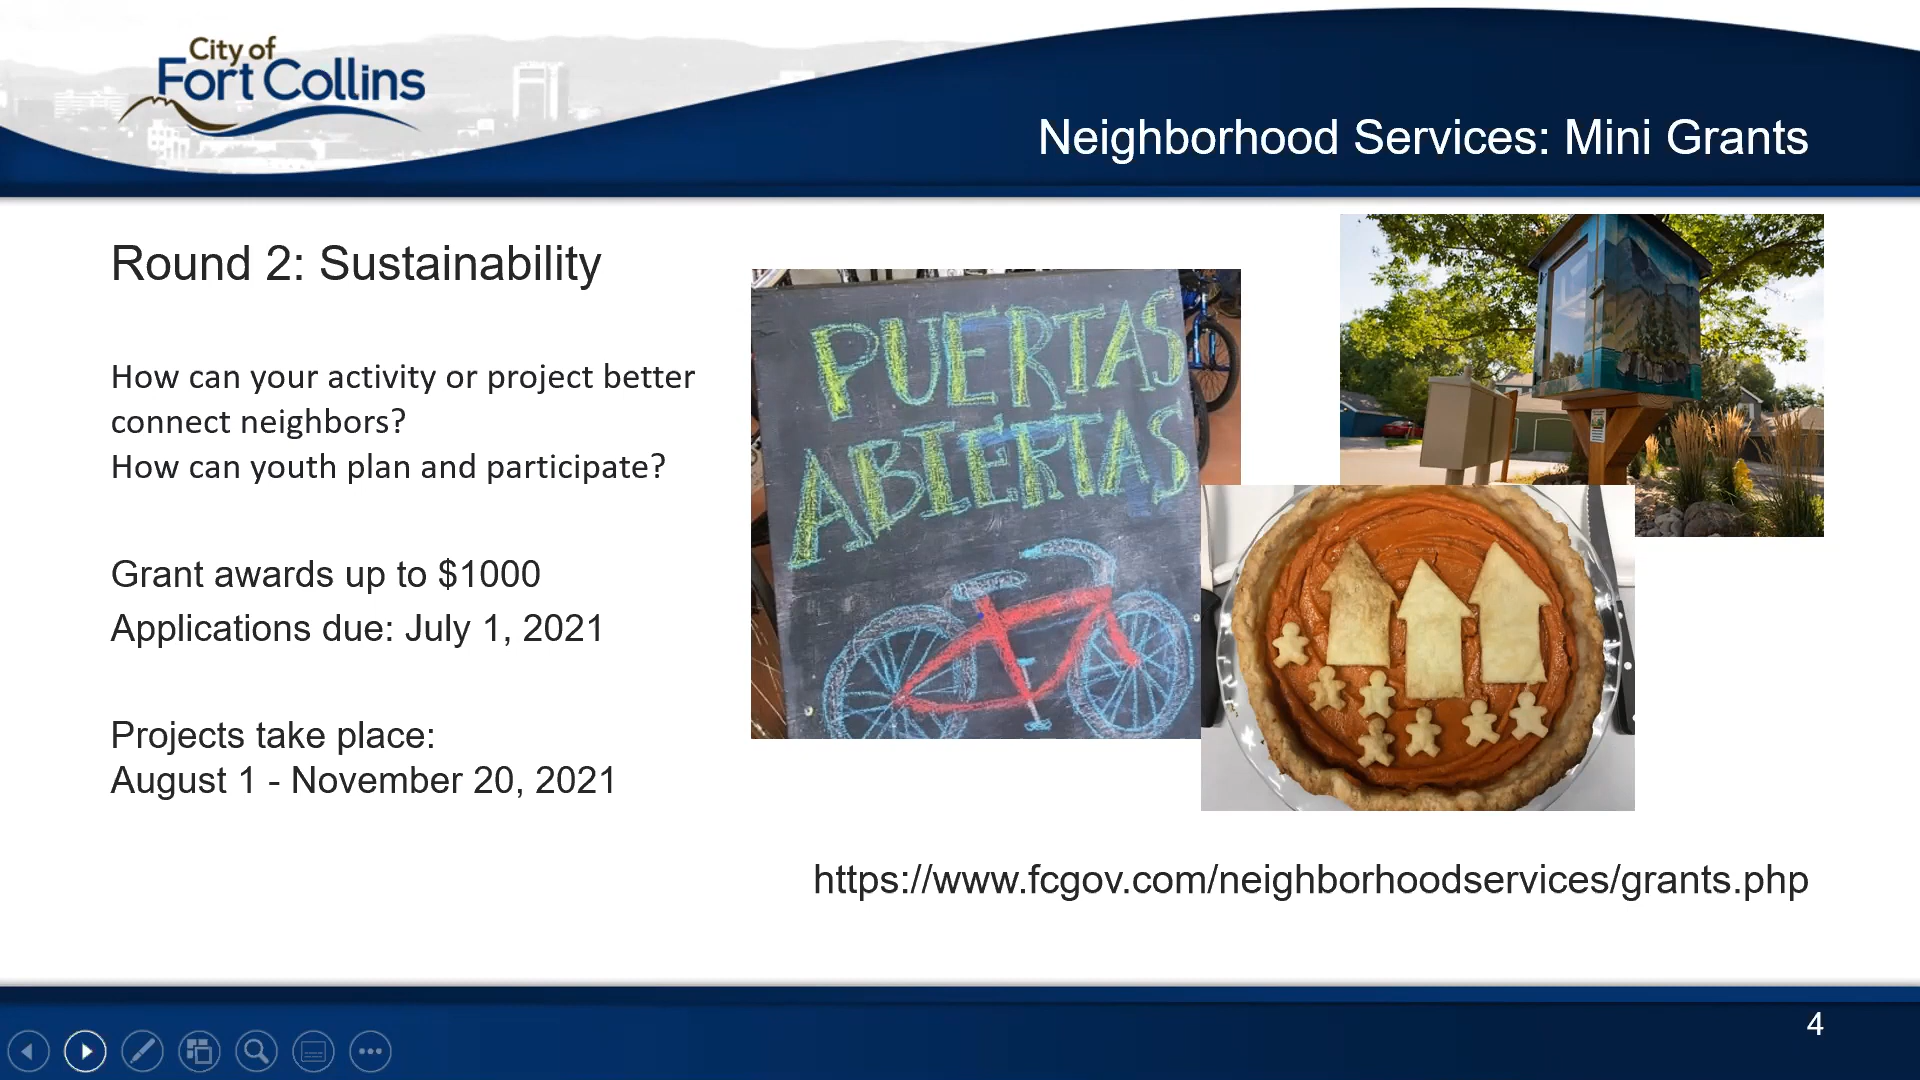 City of
Fort Collins
Neighborhood Services: Mini Grants
Round 2: Sustainability
How can your activity or project better
connect neighbors?
How can youth plan and participate?
Grant awards up to $1000
Applications due: July 1, 2021
Projects take place:
August 1 - November 20, 2021
PUERTAS
ABIERTAS
https://www.fcgov.com/neighborhoodservices/grants.php
4